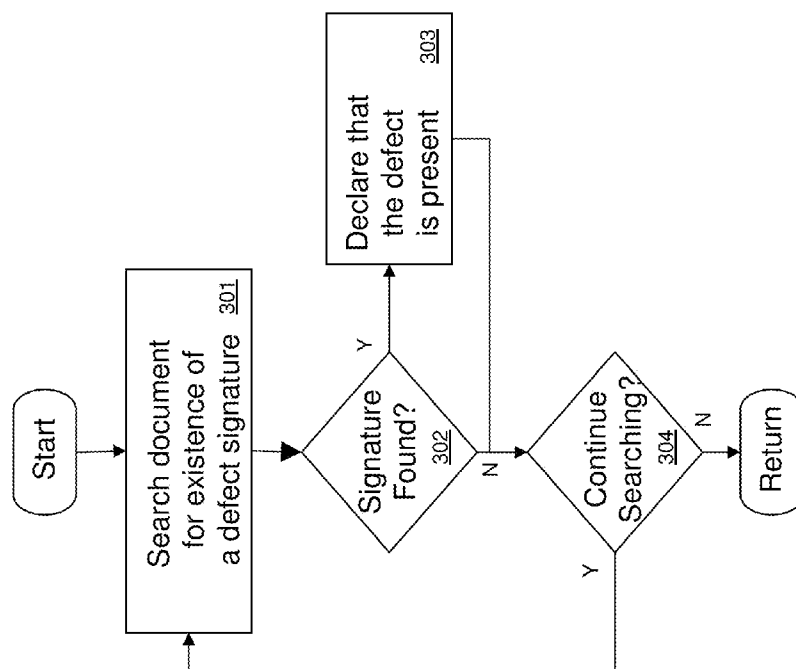 Start
Search document
for existence of
a defect signature 301
Y
Signature
Found?
302
N
Declare that
the defect
is present
303
Continue
Searching?
304
Y
N
Return